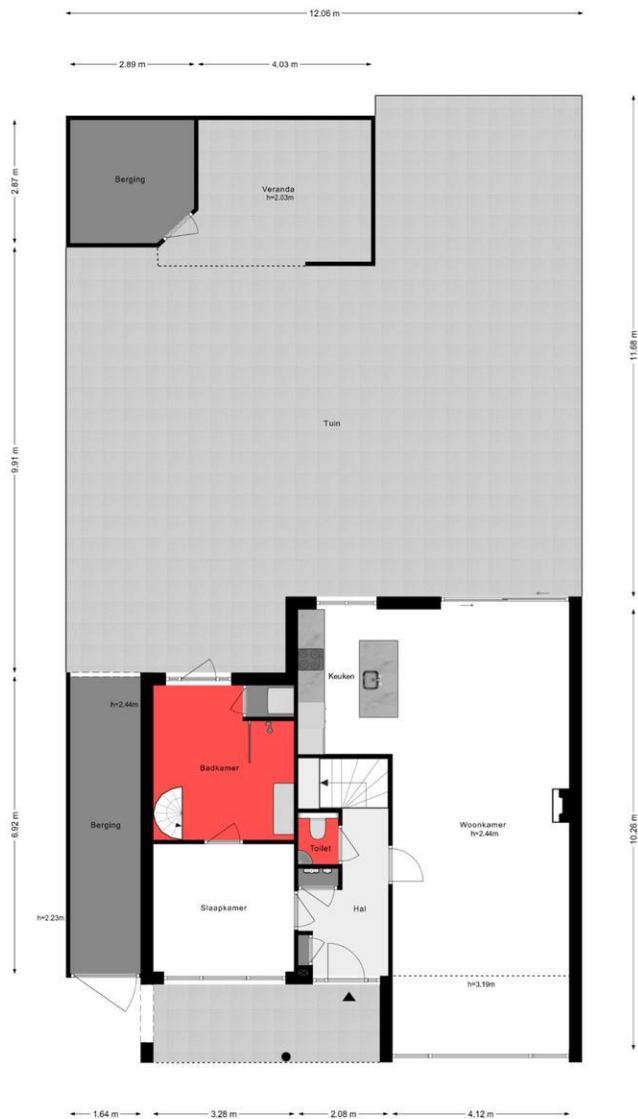 12.06 m
2.89 m
4.03 m
2.87 m
Berging
Veranda
h=2.03m
11.68 m
9.91 m
Tuin
Keuken
h=2.44m
Badkamer
6.92 m
Berging
Toilet
Woonkamer
h=2.44m
10.26 m
Slaapkamer
Hal
h=2.23m
h=3.19m
1.64 m
3.28 m
2.08 m
4.12 m